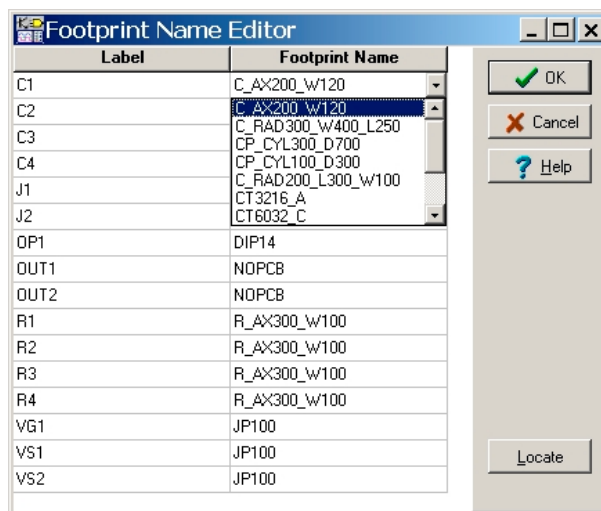 Footprint Name Editor
Label Footprint Name
C1 C_AX200_W120
C2 C_AX200_W120
C_RAD300_W400_L250
C3 CP_CYL300_D700
CP_CYL100_D300
C4 C_RAD200_L300_W100
J1 CT3216_A
J2 CT6032_C
OP1 DIP14
OUT1 NOPCB
OUT2 NOPCB
R1 R_AX300_W100
R2 R_AX300_W100
R3 R_AX300_W100
R4 R_AX300_W100
VG1 JP100
VS1 JP100
VS2 JP100
OK
Cancel
? Help
Locate